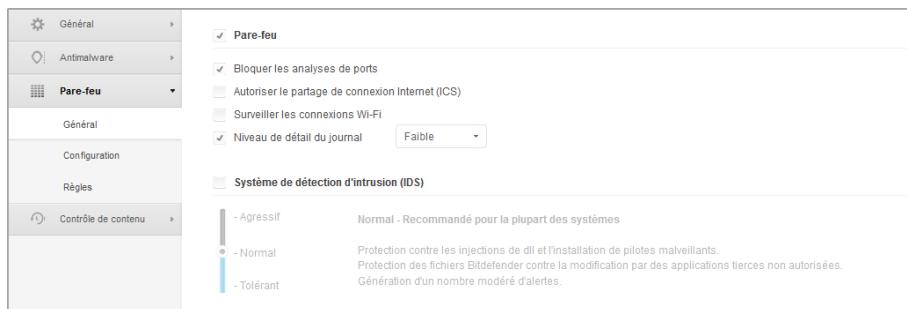 Général
Antimalware
Pare-feu
Général
Configuration
Règles
Contrôle de contenu
Pare-feu
Bloquer les analyses de ports
Autoriser le partage de connexion Internet (ICS)
Surveiller les connexions Wi-Fi
Niveau de détail du journal Faible
Système de détection d'intrusion (IDS)
- Agressif
- Normal
- Tolérant
Normal - Recommandé pour la plupart des systèmes
Protection contre les injections de dll et l'installation de pilotes malveillants.
Protection des fichiers Bitdefender contre la modification par des applications tierces non autorisées.
Génération d'un nombre modéré d'alertes.